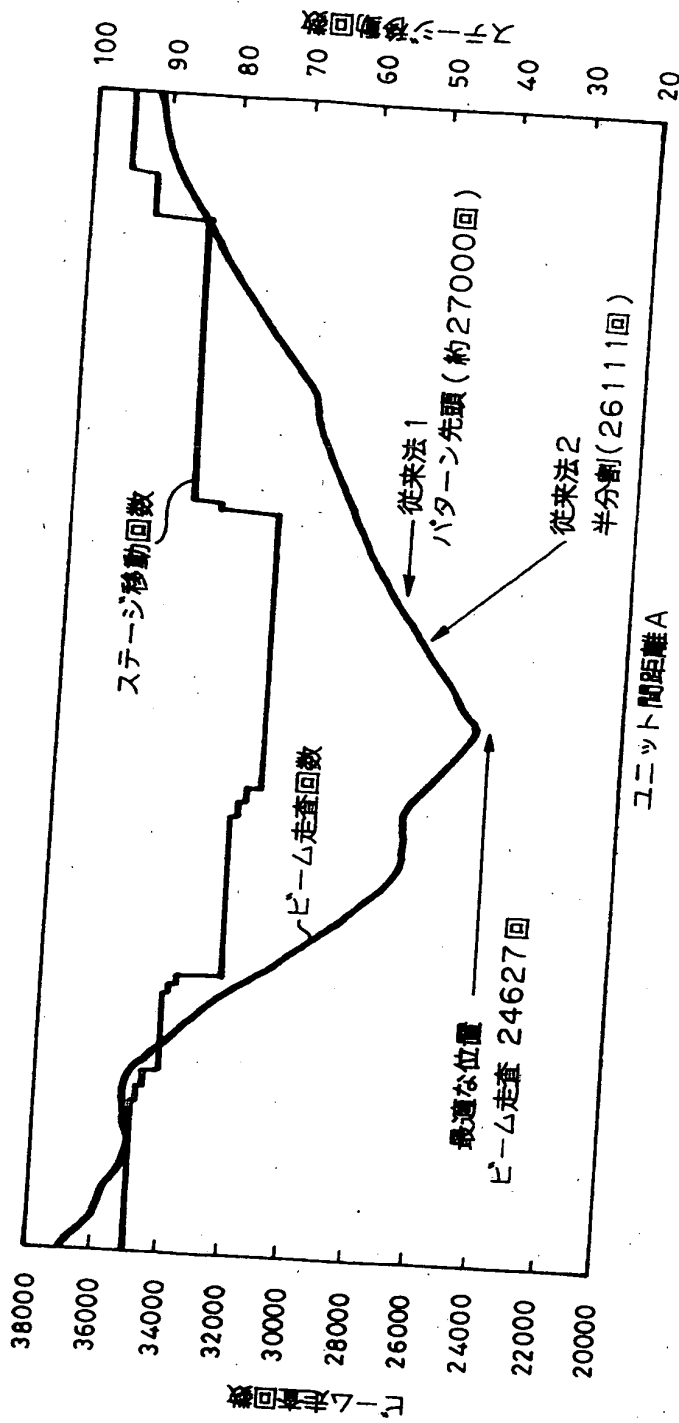 ビーム走査回数
38000
36000
34000
32000
30000
28000
26000
24000
22000
20000
ステージ移動回数
ビーム走査回数
従来法1
パターン先頭(約27000回)
従来法2
半分割(26111回)
最適な位置
ビーム走査 24627回
ユニット間距離A
ステージ移動回数
100
90
80
70
60
50
40
30
20